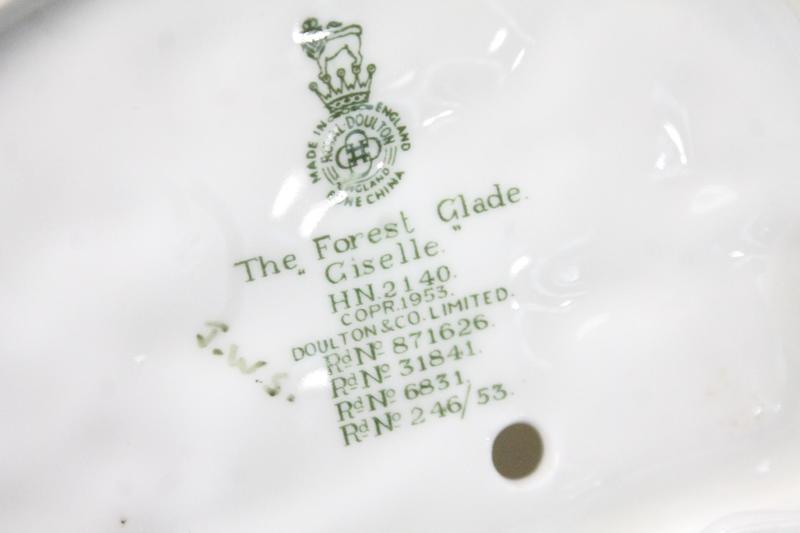 MADE IN ENGLAND
ROYAL·DOULTON
ENGLAND
BONE CHINA
The Forest Glade.
"Giselle."
HN.2140.
COPR.1953.
DOULTON & CO. LIMITED.
Rd No 871626.
Rd No 31841.
Rd No 6831.
Rd No 246/53.
J.W.S.